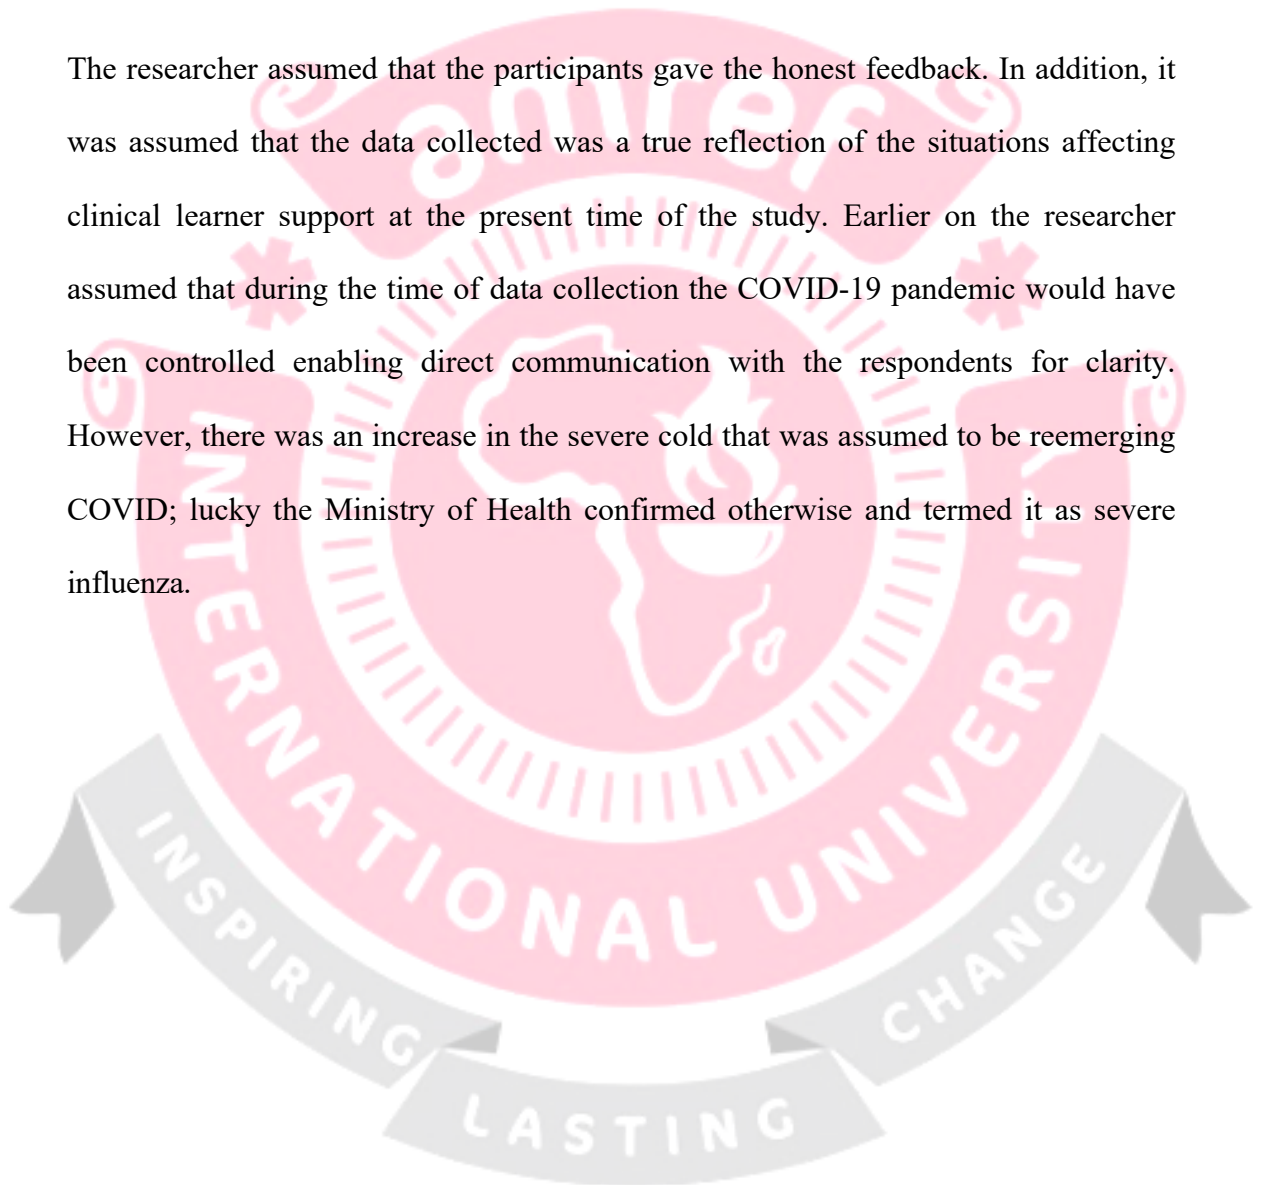 The researcher assumed that the participants gave the honest feedback. In addition, it
was assumed that the data collected was a true reflection of the situations affecting
clinical learner support at the present time of the study. Earlier on the researcher
assumed that during the time of data collection the COVID-19 pandemic would have
been controlled enabling direct communication with the respondents for clarity.
However, there was an increase in the severe cold that was assumed to be reemerging
COVID; lucky the Ministry of Health confirmed otherwise and termed it as severe
influenza.
amref
INTERNATIONAL UNIVERSITY
INSPIRING
LASTING
CHANGE